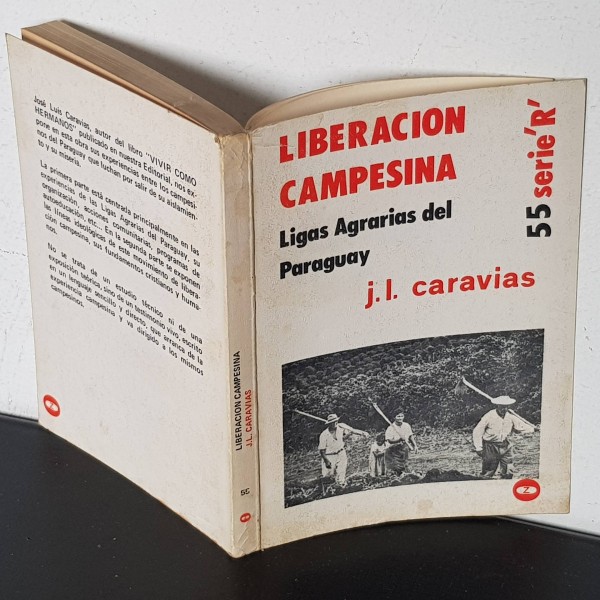 José Luis Caravias, autor del libro "VIVIR COMO
HERMANOS" publicado en nuestra Editorial, nos ex-
pone en esta obra sus experiencias entre los campesi-
nos del Paraguay que luchan por salir de su aislamien-
to y su miseria.
La primera parte está centrada principalmente en las
experiencias de las Ligas Agrarias del Paraguay, su
organización, acciones comunitarias, programas de
autoeducación, etc... En la segunda parte se exponen
las líneas ideológicas de este movimiento de libera-
ción campesina, sus fundamentos cristianos y huma-
nos.
No se trata de un estudio técnico ni de una
exposición teórica, sino de un testimonio vivo, escrito
en un lenguaje sencillo y directo, que arranca de la
experiencia campesina y va dirigido a los mismos
campesinos.
LIBERACION CAMPESINA
J.L. CARAVIAS
55
LIBERACION
CAMPESINA
Ligas Agrarias del
Paraguay
j.l. caravias
55 serie'R'
Z